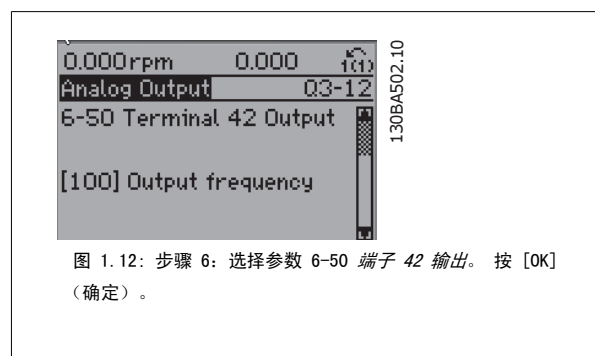 0.000rpm 0.000 1(1)
Analog Output Q3-12
6-50 Terminal 42 Output
[100] Output frequency
130BA502.10
图 1.12: 步骤 6：选择参数 6-50 端子 42 输出。 按 [OK]
（确定）。